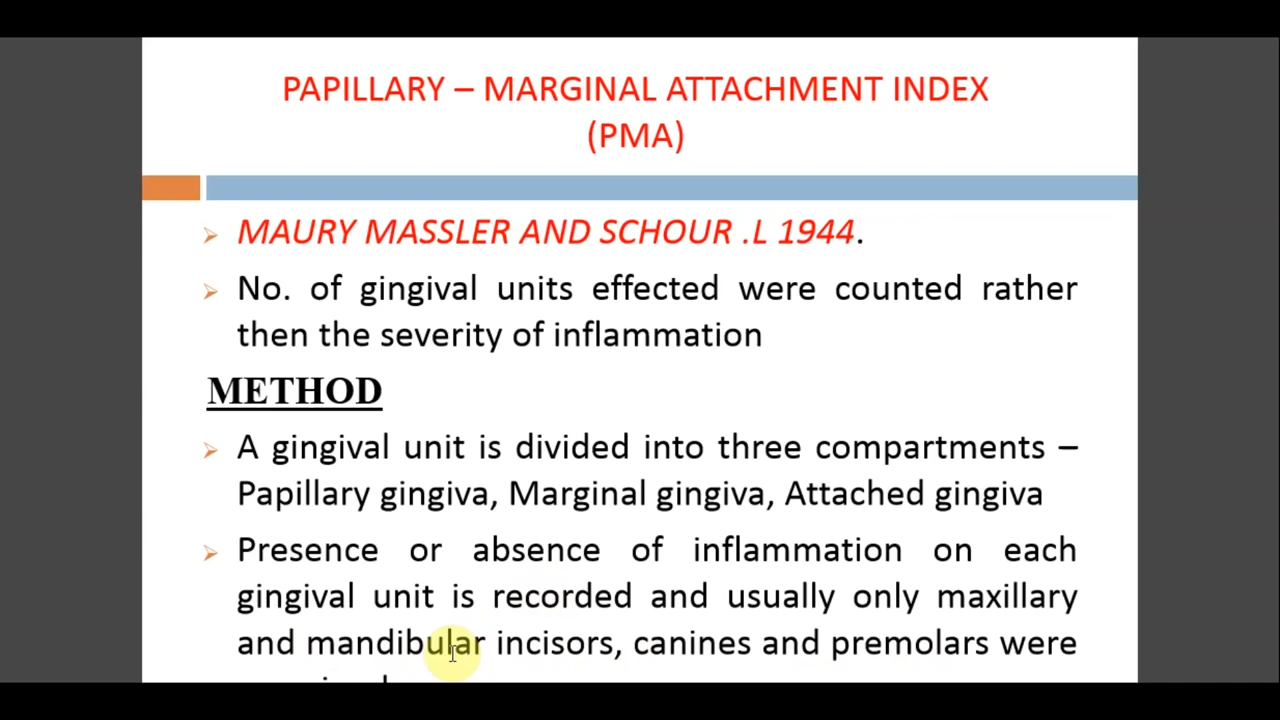 PAPILLARY – MARGINAL ATTACHMENT INDEX
(PMA)
MAURY MASSLER AND SCHOUR .L 1944.
No. of gingival units effected were counted rather
then the severity of inflammation
METHOD
A gingival unit is divided into three compartments –
Papillary gingiva, Marginal gingiva, Attached gingiva
Presence or absence of inflammation on each
gingival unit is recorded and usually only maxillary
and mandibular incisors, canines and premolars were